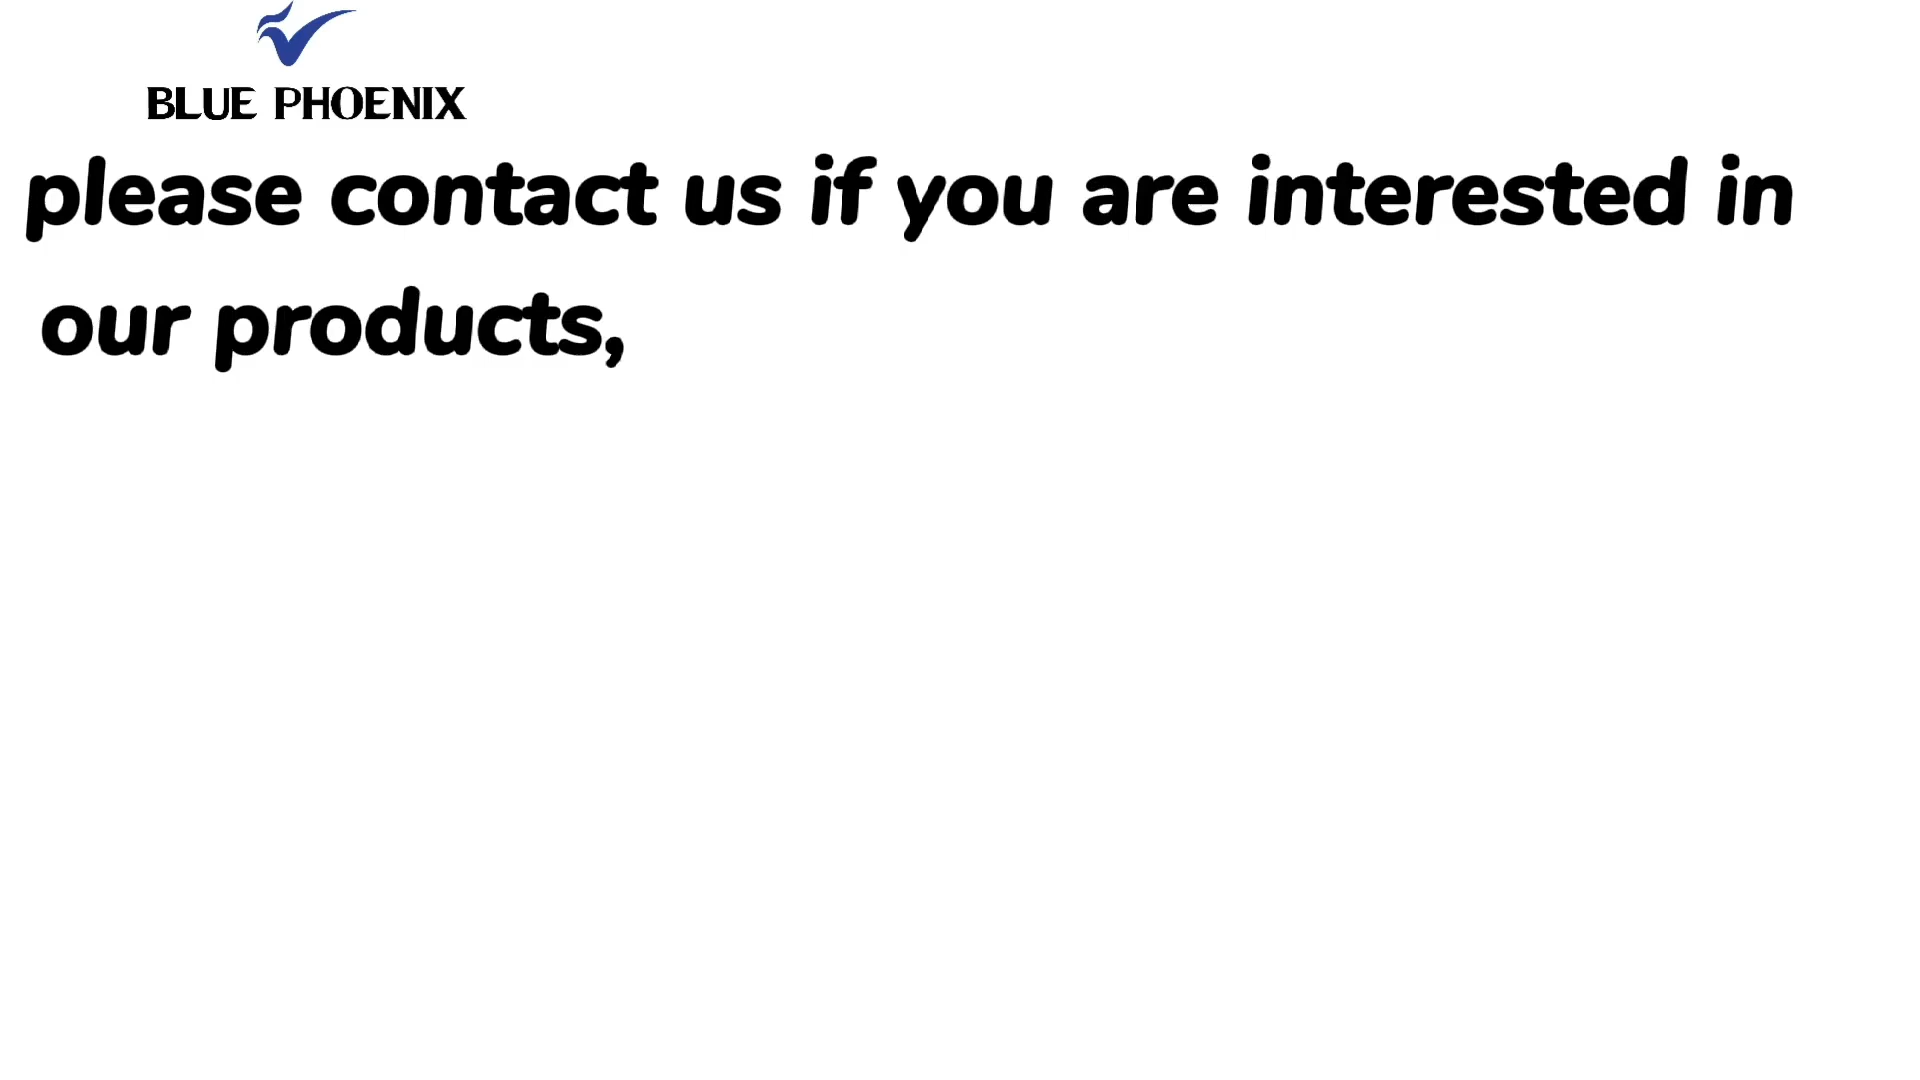 BLUE PHOENIX
please contact us if you are interested in
our products,